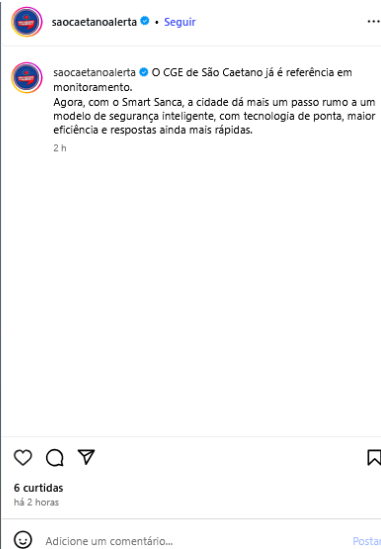 saocaetanoalerta • Seguir
saocaetanoalerta O CGE de São Caetano já é referência em
monitoramento.
Agora, com o Smart Sanca, a cidade dá mais um passo rumo a um
modelo de segurança inteligente, com tecnologia de ponta, maior
eficiência e respostas ainda mais rápidas.
2 h
6 curtidas
há 2 horas
Adicione um comentário... Postar